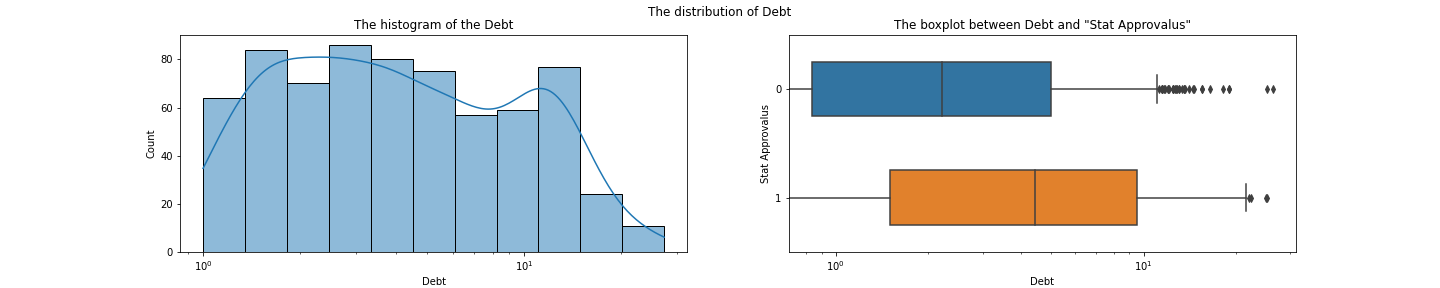 The distribution of Debt
The histogram of the Debt
80
60
40
20
0
Count
10⁰
10¹
Debt
The boxplot between Debt and "Stat Approvalus"
0
1
Stat Approvalus
10⁰
10¹
Debt